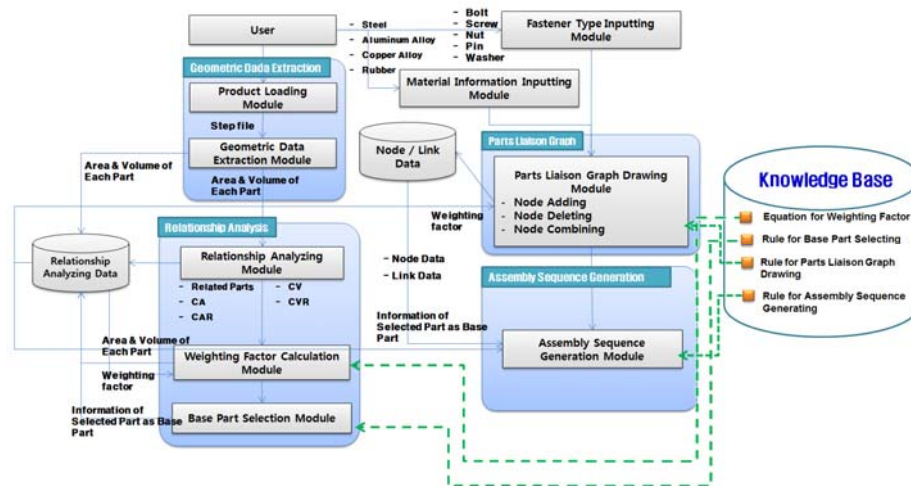 User
- Steel
- Aluminum Alloy
- Copper Alloy
- Rubber
- Bolt
- Screw
- Nut
- Pin
- Washer
Fastener Type Inputting
Module
Material Information Inputting
Module
Geometric Data Extraction
Product Loading
Module
Step file
Geometric Data
Extraction Module
Area & Volume of
Each Part
Area & Volume of
Each Part
Node / Link
Data
Parts Liaison Graph
Parts Liaison Graph Drawing
Module
- Node Adding
- Node Deleting
- Node Combining
Weighting
factor
Knowledge Base
Equation for Weighting Factor
Rule for Base Part Selecting
Rule for Parts Liaison Graph
Drawing
Rule for Assembly Sequence
Generating
Relationship
Analyzing Data
Relationship Analysis
Relationship Analyzing
Module
- Related Parts
- CA
- CAR
- CV
- CVR
- Node Data
- Link Data
Assembly Sequence Generation
Information of
Selected Part as Base
Part
Assembly Sequence
Generation Module
Area & Volume of
Each Part
Weighting
factor
Weighting Factor Calculation
Module
Information of
Selected Part as Base
Part
Base Part Selection Module